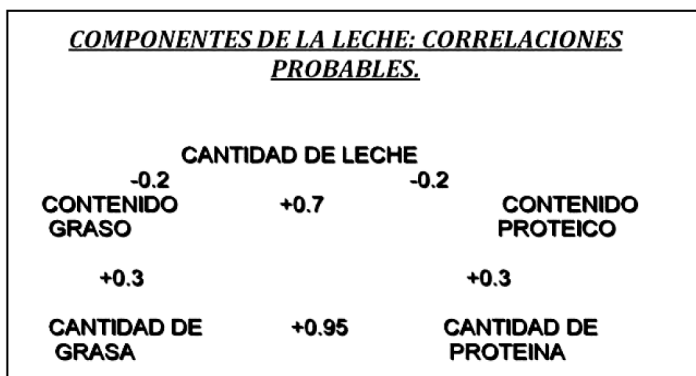 COMPONENTES DE LA LECHE: CORRELACIONES
PROBABLES.
CANTIDAD DE LECHE
-0.2 -0.2
CONTENIDO +0.7 CONTENIDO
GRASO PROTEICO
+0.3 +0.3
CANTIDAD DE +0.95 CANTIDAD DE
GRASA PROTEINA